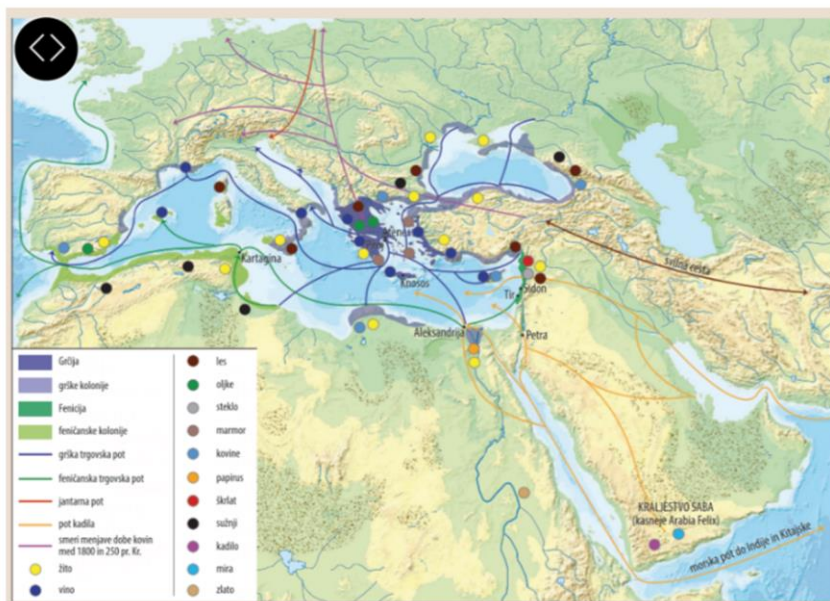 Kartagina
Atene
Knosos
Tir
Sidon
svilna cesta
Aleksandrija
Petra
KRALJESTVO SABA
(kasneje Arabia Felix)
morska pot do Indije in Kitajske
Grčija
grške kolonije
Fenicija
feničanske kolonije
grška trgovska pot
feničanska trgovska pot
jantarna pot
pot kadila
smeri menjave dobe kovin
med 1800 in 250 pr. Kr.
žito
vino
les
oljke
steklo
marmor
kovine
papirus
škrlat
sužnji
kadilo
mira
zlato